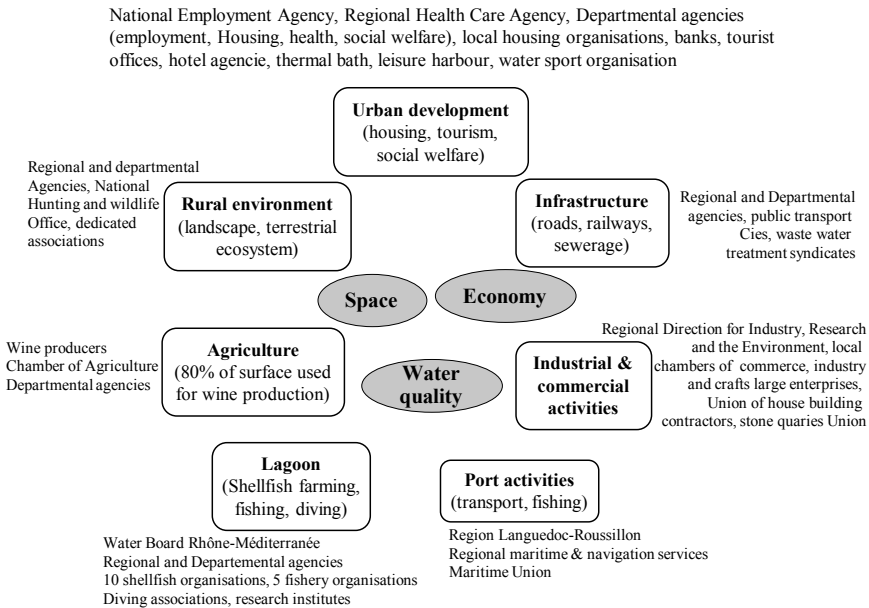 National Employment Agency, Regional Health Care Agency, Departmental agencies
(employment, Housing, health, social welfare), local housing organisations, banks, tourist
offices, hotel agencie, thermal bath, leisure harbour, water sport organisation
Urban development
(housing, tourism,
social welfare)
Regional and departmental
Agencies, National
Hunting and wildlife
Office, dedicated
associations
Rural environment
(landscape, terrestrial
ecosystem)
Infrastructure
(roads, railways,
sewerage)
Regional and Departmental
agencies, public transport
Cies, waste water
treatment syndicates
Space
Economy
Wine producers
Chamber of Agriculture
Departmental agencies
Agriculture
(80% of surface used
for wine production)
Water
quality
Industrial &
commercial
activities
Regional Direction for Industry, Research
and the Environment, local
chambers of commerce, industry
and crafts large enterprises,
Union of house building
contractors, stone quaries Union
Lagoon
(Shellfish farming,
fishing, diving)
Port activities
(transport, fishing)
Water Board Rhône-Méditerranée
Regional and Departemental agencies
10 shellfish organisations, 5 fishery organisations
Diving associations, research institutes
Region Languedoc-Roussillon
Regional maritime & navigation services
Maritime Union